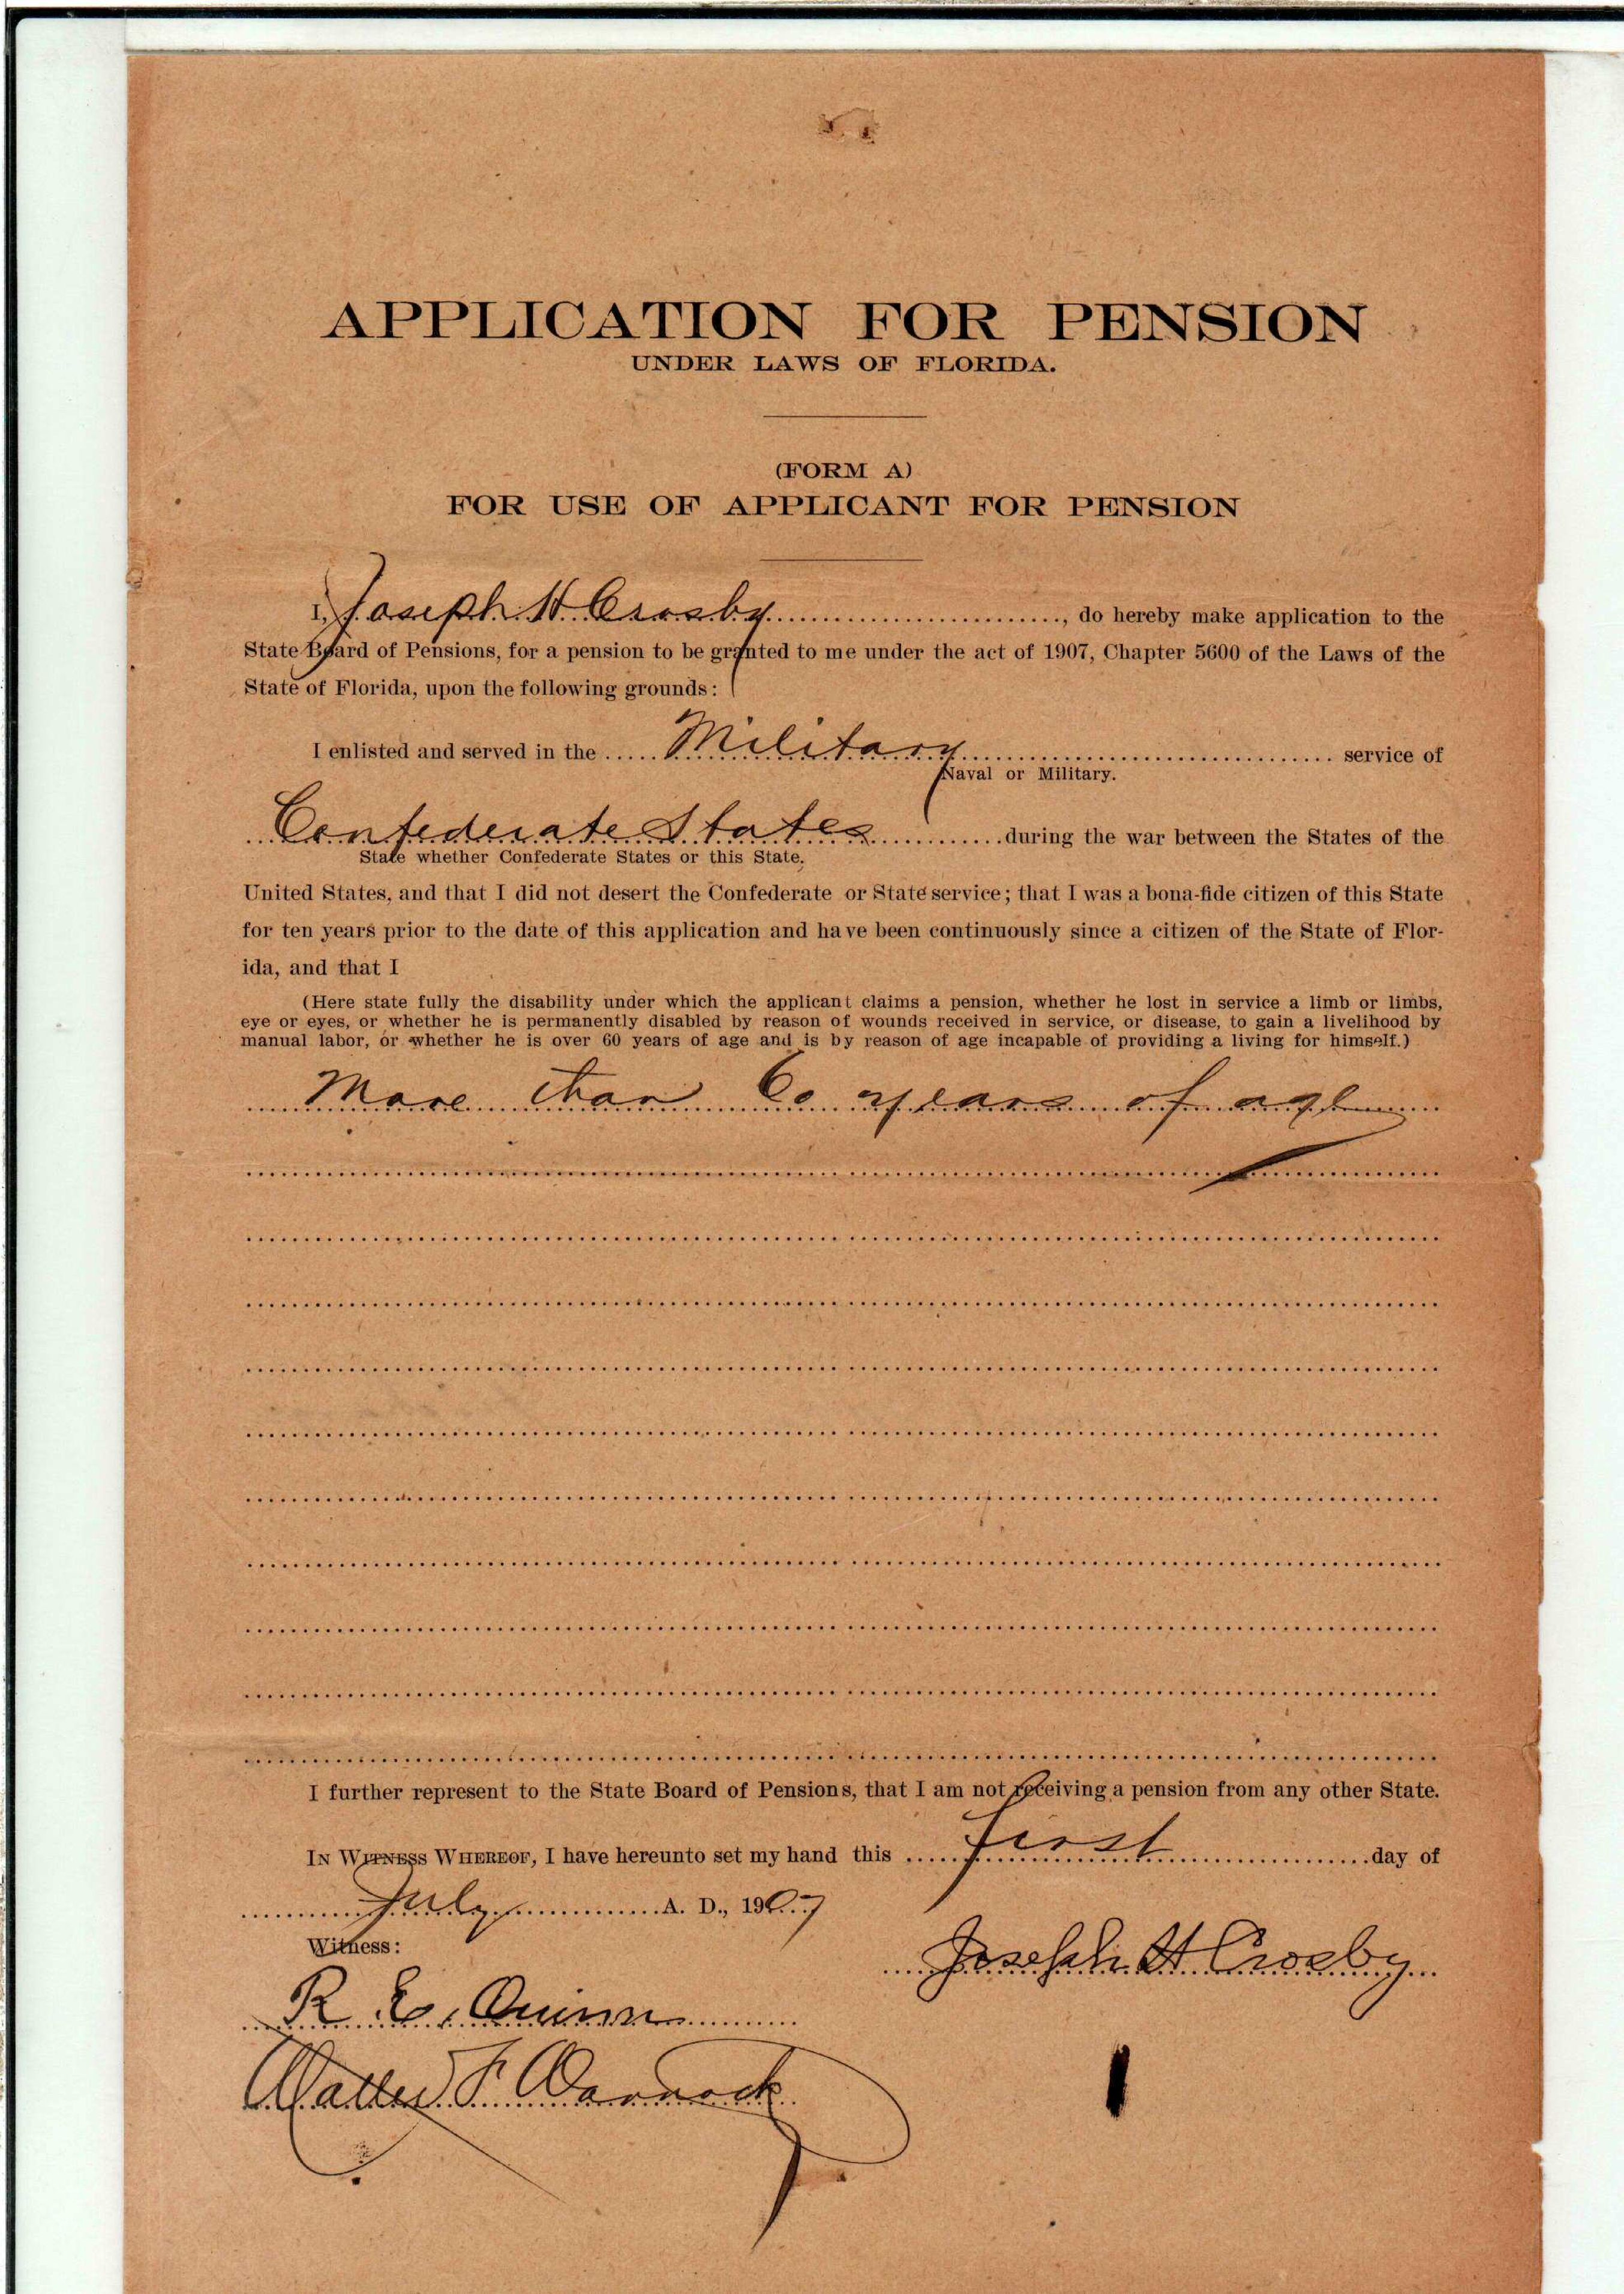 APPLICATION FOR PENSION
UNDER LAWS OF FLORIDA.
(FORM A)
FOR USE OF APPLICANT FOR PENSION
I, Joseph H Crosby, do hereby make application to the
State Board of Pensions, for a pension to be granted to me under the act of 1907, Chapter 5600 of the Laws of the
State of Florida, upon the following grounds:
I enlisted and served in the Military service of
Naval or Military.
Confederate States during the war between the States of the
State whether Confederate States or this State.
United States, and that I did not desert the Confederate or State service; that I was a bona-fide citizen of this State
for ten years prior to the date of this application and have been continuously since a citizen of the State of Flor-
ida, and that I
(Here state fully the disability under which the applicant claims a pension, whether he lost in service a limb or limbs,
eye or eyes, or whether he is permanently disabled by reason of wounds received in service, or disease, to gain a livelihood by
manual labor, or whether he is over 60 years of age and is by reason of age incapable of providing a living for himself.)
More than 60 years of age
I further represent to the State Board of Pensions, that I am not receiving a pension from any other State.
IN WITNESS WHEREOF, I have hereunto set my hand this first day of
July A. D., 1907
Witness:
Joseph H Crosby
R. E. Quinn
Walter F. Warnock